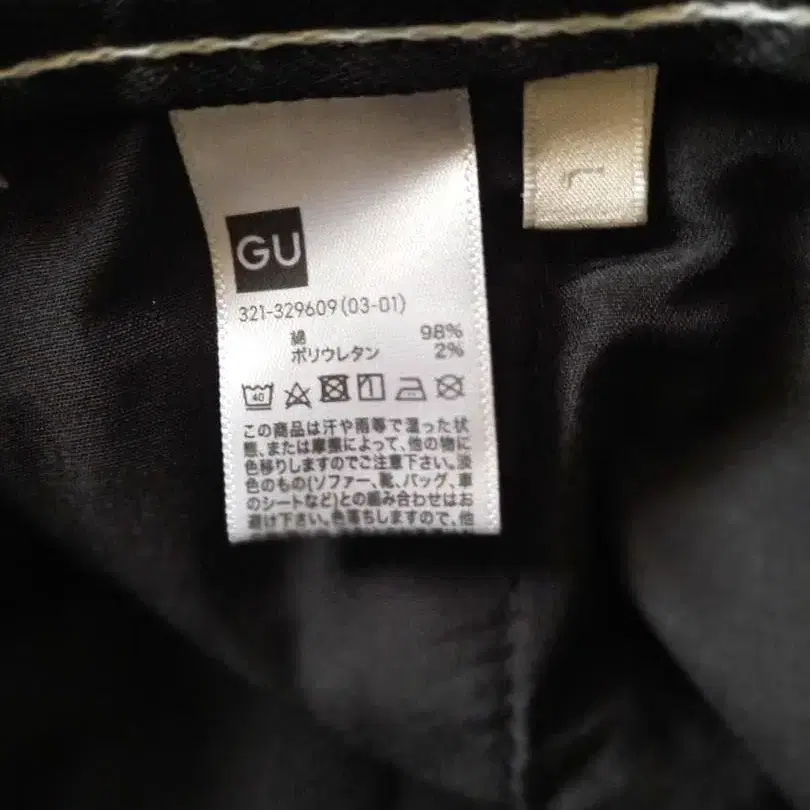 GU
321-329609(03-01)
綿 98%
ポリウレタン 2%
40
この商品は汗や雨等で湿った状
態、または摩擦によって、他の物に
色移りしますのでご注意下さい。淡
色のもの(ソファー、靴、バッグ、車
のシートなど)との組み合わせはお
避け下さい。色落ちしますので、他
L